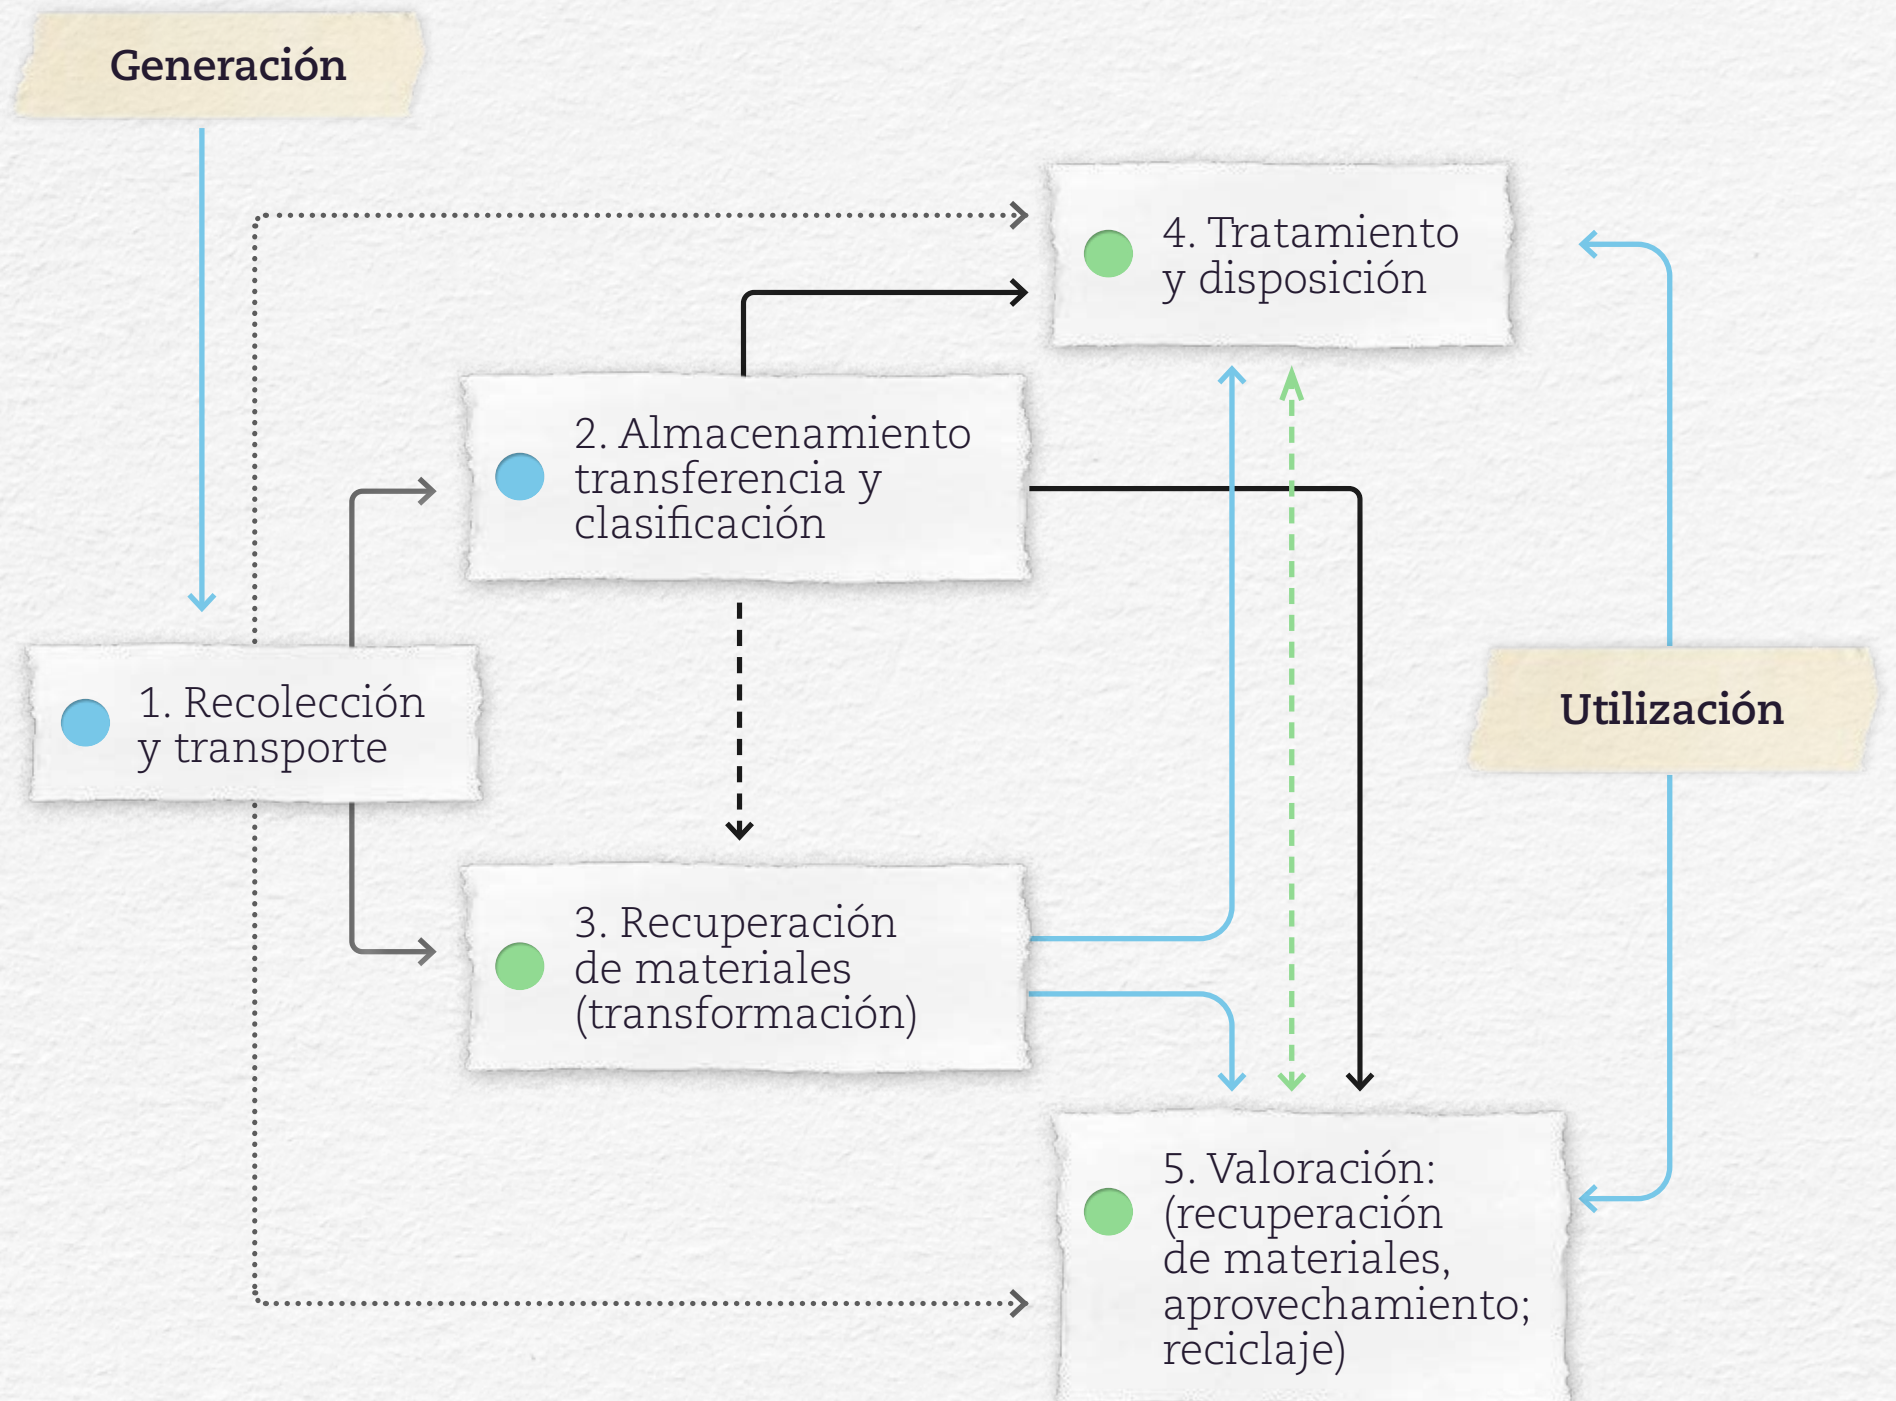 Generación
4. Tratamiento
y disposición
2. Almacenamiento
transferencia y
clasificación
1. Recolección
y transporte
Utilización
3. Recuperación
de materiales
(transformación)
5. Valoración:
(recuperación
de materiales,
aprovechamiento;
reciclaje)